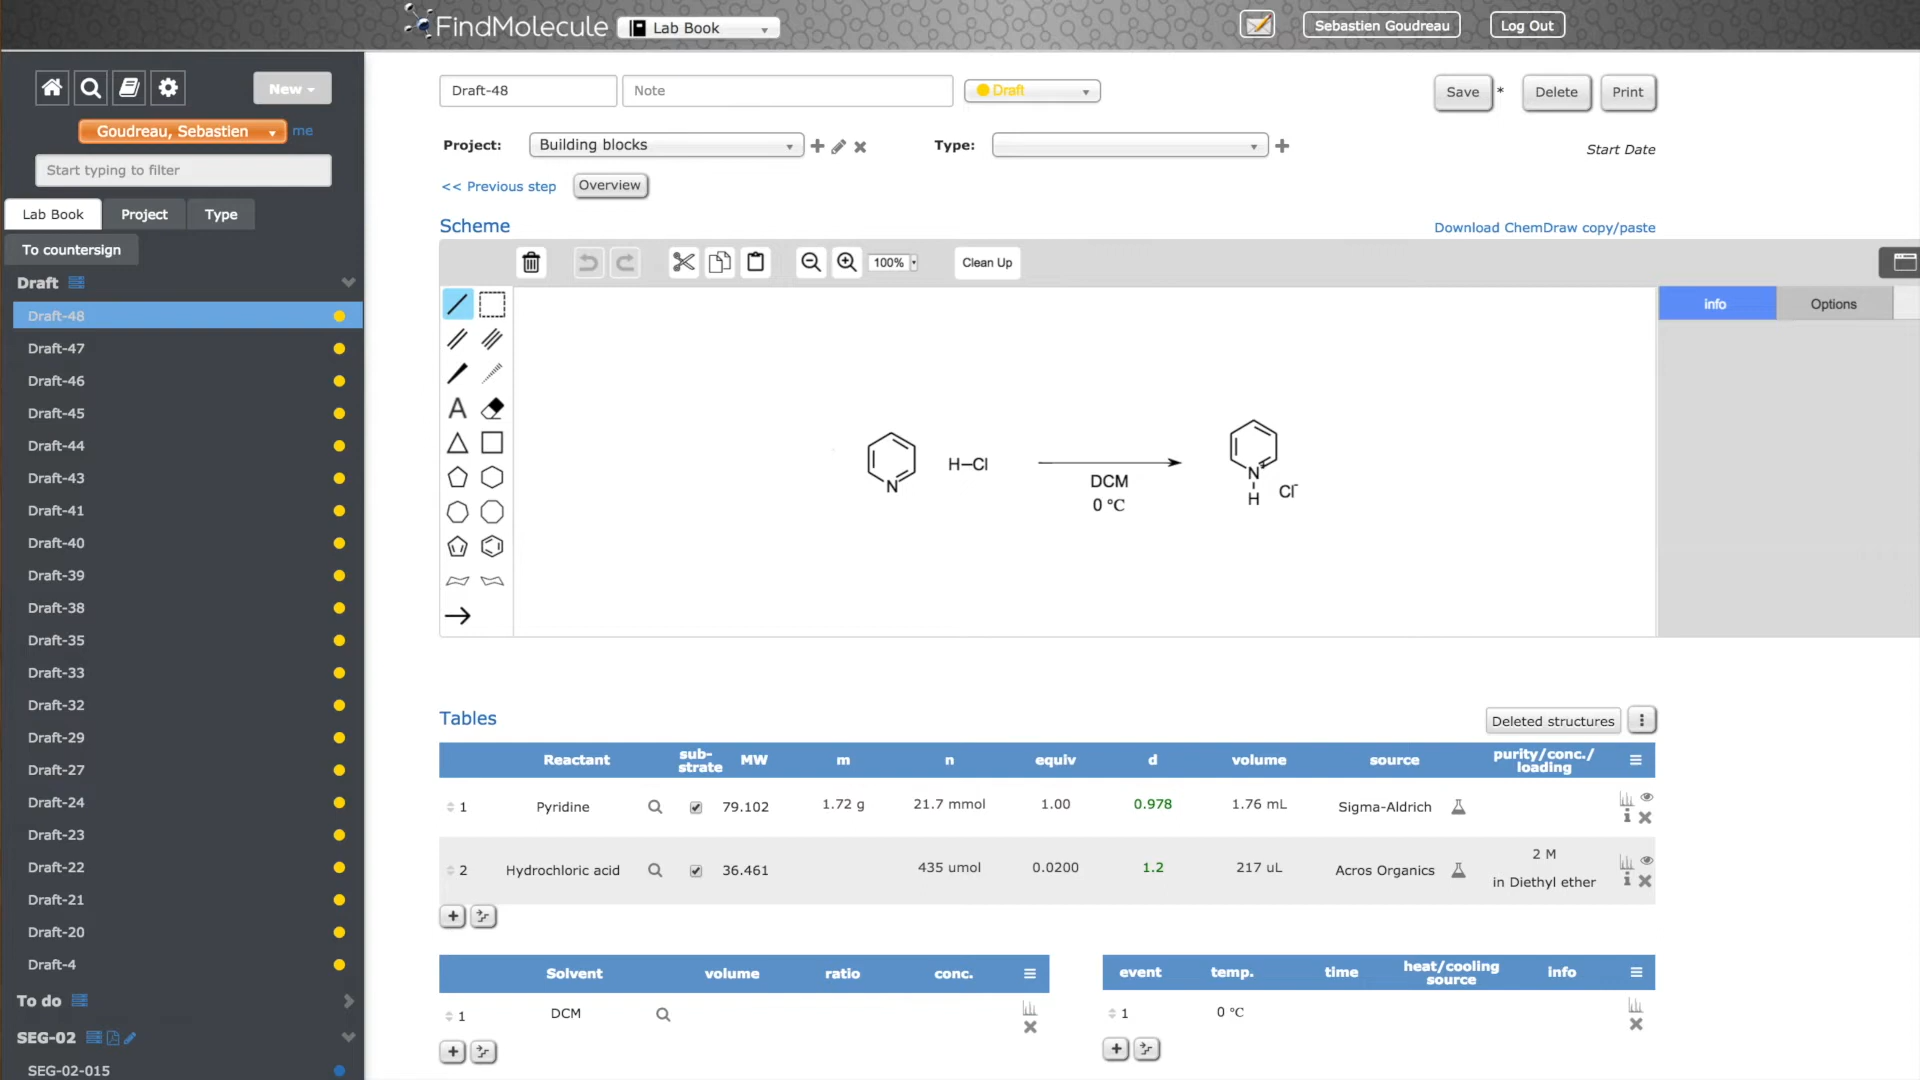 FindMolecule
Lab Book
Sebastien Goudreau
Log Out
New
Goudreau, Sebastien
me
Start typing to filter
Lab Book
Project
Type
To countersign
Draft
Draft-48
Draft-47
Draft-46
Draft-45
Draft-44
Draft-43
Draft-41
Draft-40
Draft-39
Draft-38
Draft-35
Draft-33
Draft-32
Draft-29
Draft-27
Draft-24
Draft-23
Draft-22
Draft-21
Draft-20
Draft-4
To do
SEG-02
SEG-02-015
Draft-48
Note
Draft
Save *
Delete
Print
Project:
Building blocks
Type:
Start Date
<< Previous step
Overview
Scheme
Download ChemDraw copy/paste
100%
Clean Up
A
info
Options
N
H–Cl
DCM
0 °C
N+
H
Cl-
Tables
Deleted structures
Reactant sub-strate MW m n equiv d volume source purity/conc./loading
1 Pyridine 79.102 1.72 g 21.7 mmol 1.00 0.978 1.76 mL Sigma-Aldrich
2 Hydrochloric acid 36.461 435 umol 0.0200 1.2 217 uL Acros Organics 2 M
in Diethyl ether
Solvent volume ratio conc.
1 DCM
event temp. time heat/cooling source info
1 0 °C